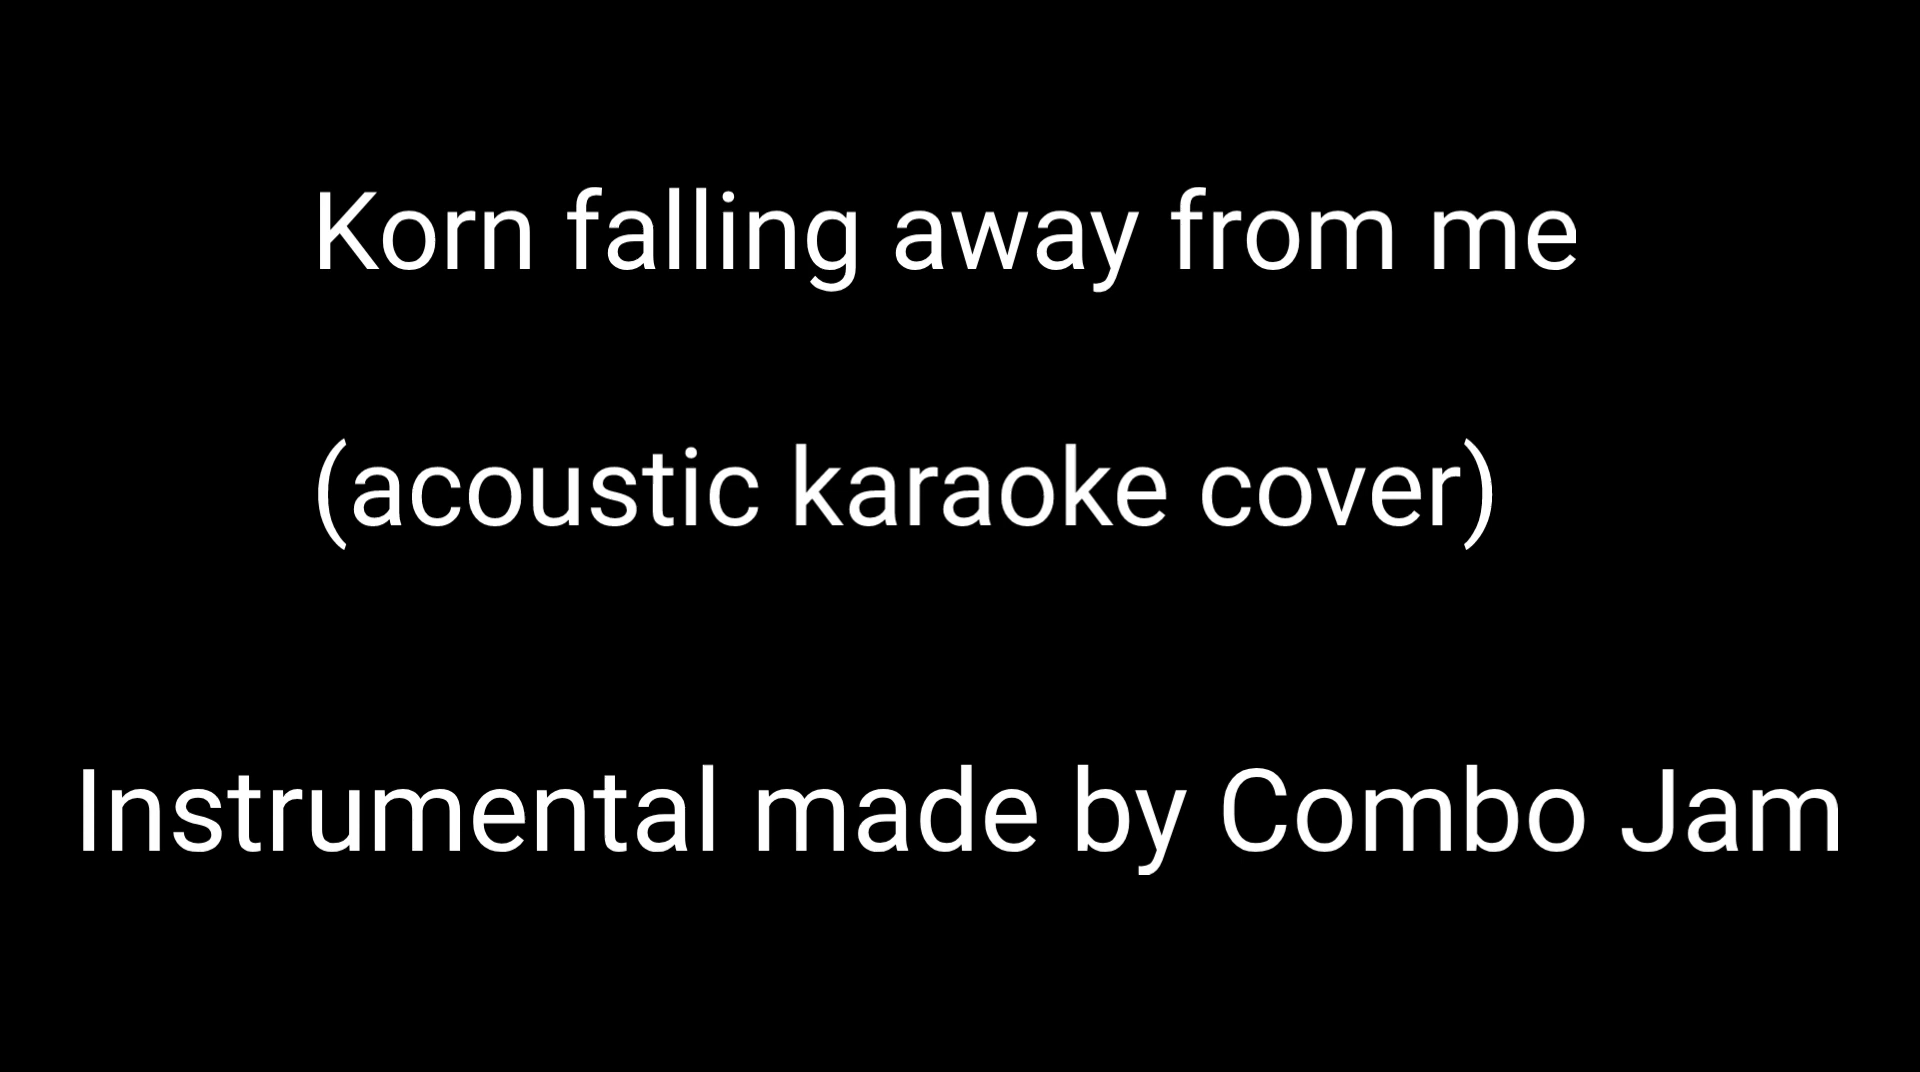 Korn falling away from me
(acoustic karaoke cover)
Instrumental made by Combo Jam